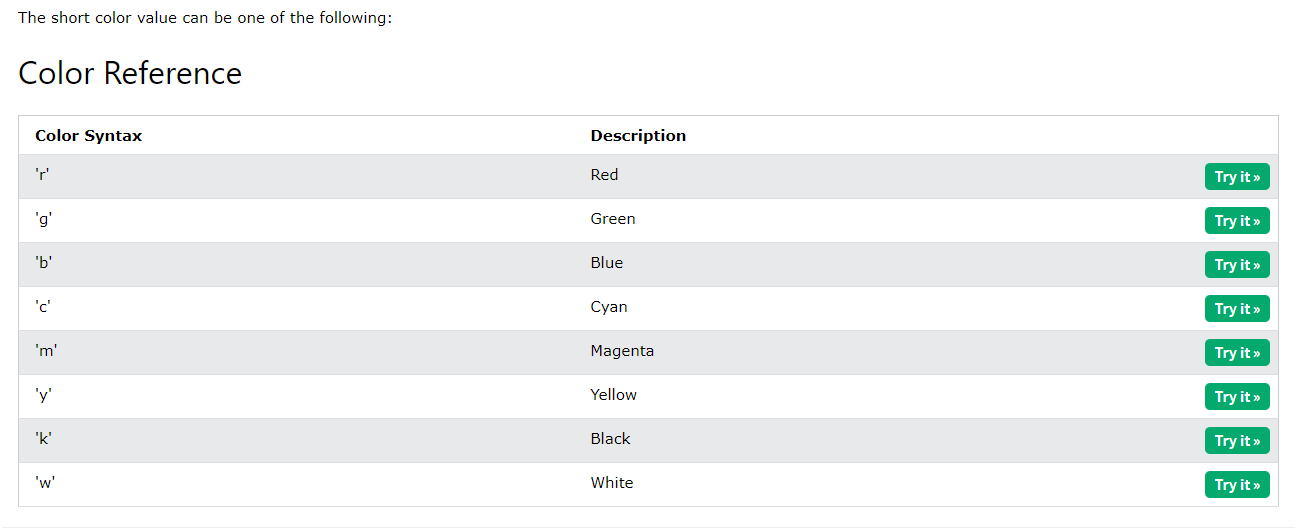 The short color value can be one of the following:
Color Reference
Color Syntax Description
'r' Red Try it »
'g' Green Try it »
'b' Blue Try it »
'c' Cyan Try it »
'm' Magenta Try it »
'y' Yellow Try it »
'k' Black Try it »
'w' White Try it »